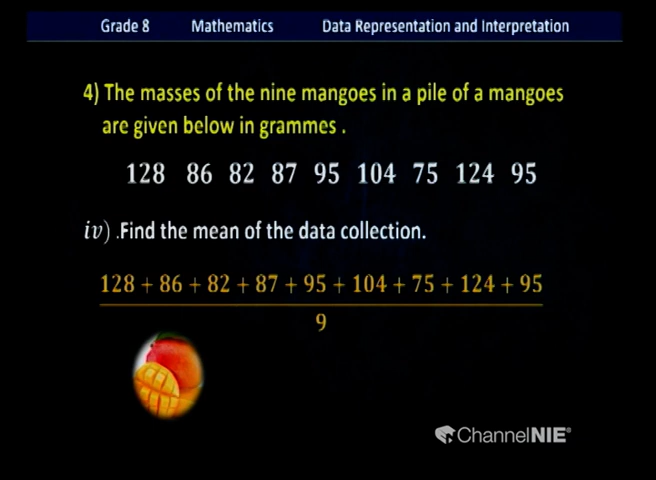 Grade 8 Mathematics Data Representation and Interpretation
4) The masses of the nine mangoes in a pile of a mangoes
are given below in grammes .
128 86 82 87 95 104 75 124 95
iv) .Find the mean of the data collection.
128 + 86 + 82 + 87 + 95 + 104 + 75 + 124 + 95
9
ChannelNIE